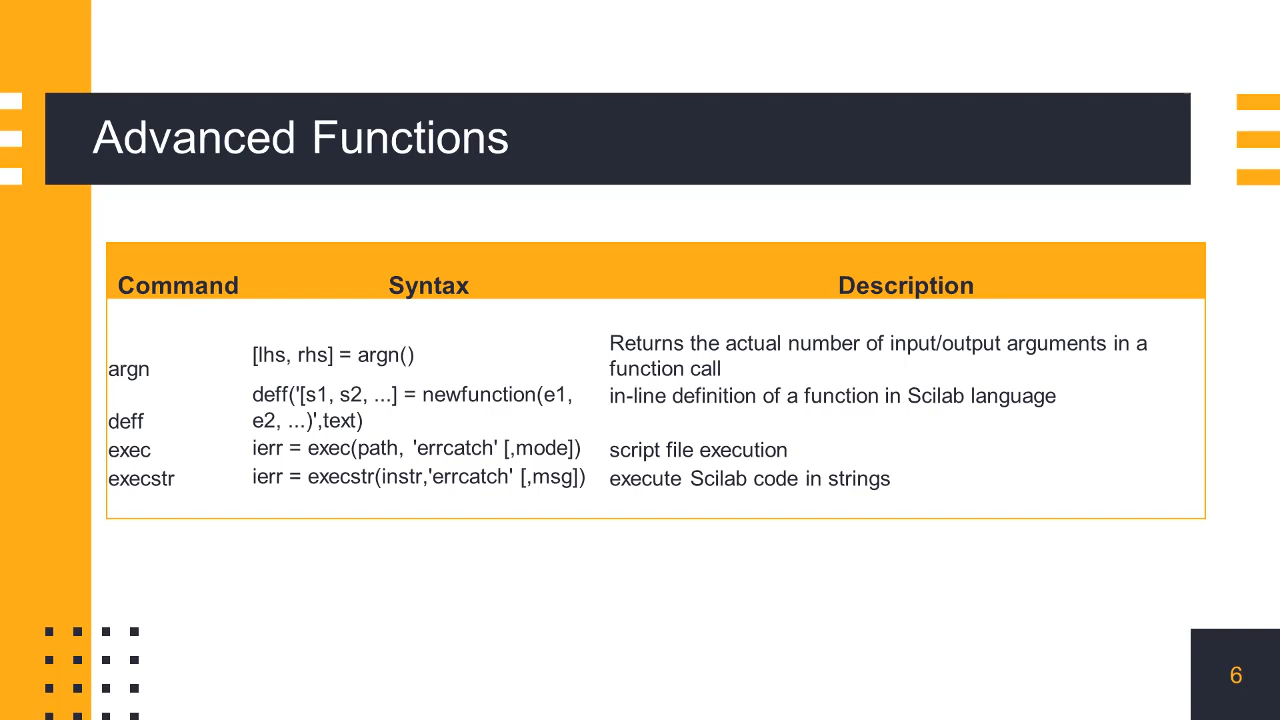 Advanced Functions
Command Syntax Description
argn [lhs, rhs] = argn() Returns the actual number of input/output arguments in a
function call
deff deff('[s1, s2, ...] = newfunction(e1, in-line definition of a function in Scilab language
e2, ...)',text)
exec ierr = exec(path, 'errcatch' [,mode]) script file execution
execstr ierr = execstr(instr,'errcatch' [,msg]) execute Scilab code in strings
6